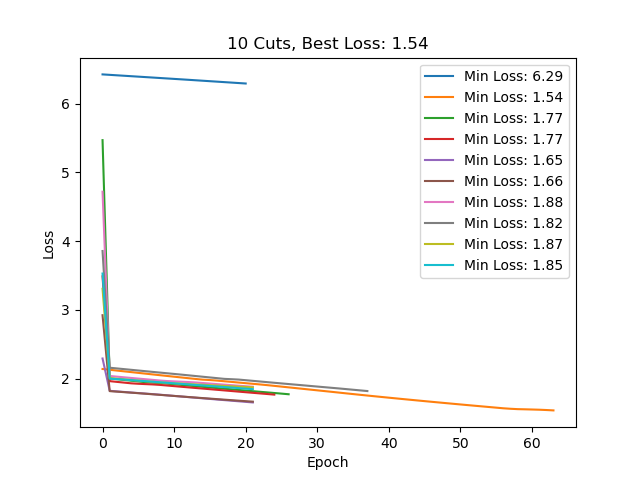 10 Cuts, Best Loss: 1.54
Loss
6
5
4
3
2
Min Loss: 6.29
Min Loss: 1.54
Min Loss: 1.77
Min Loss: 1.77
Min Loss: 1.65
Min Loss: 1.66
Min Loss: 1.88
Min Loss: 1.82
Min Loss: 1.87
Min Loss: 1.85
0 10 20 30 40 50 60
Epoch